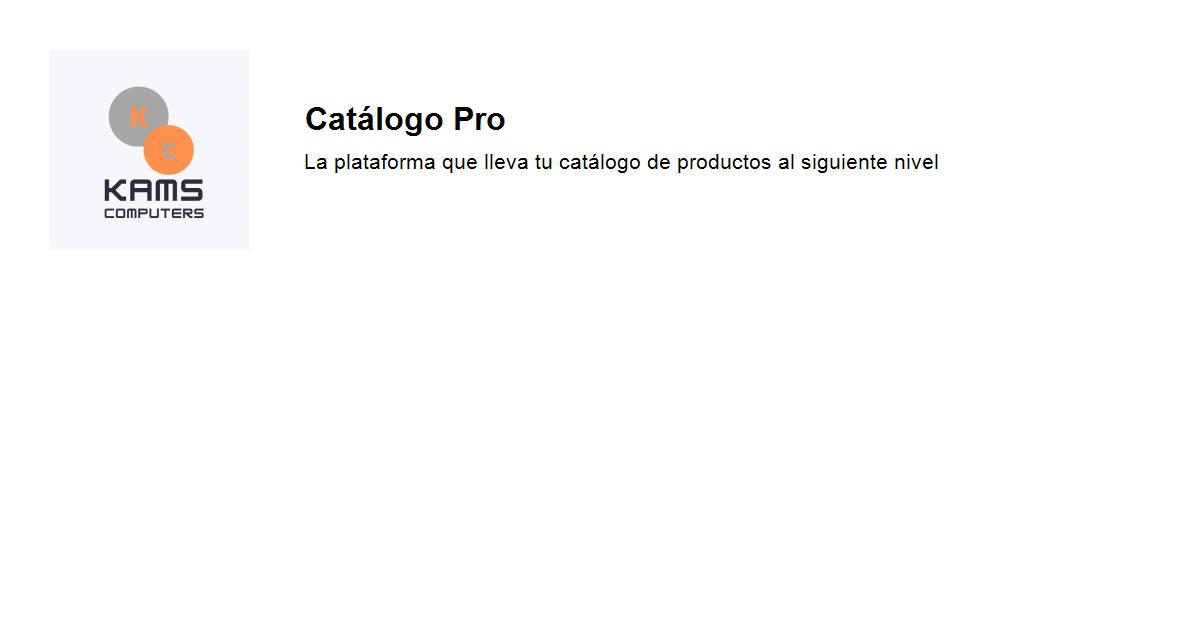 K
C
KAMS
COMPUTERS
Catálogo Pro
La plataforma que lleva tu catálogo de productos al siguiente nivel